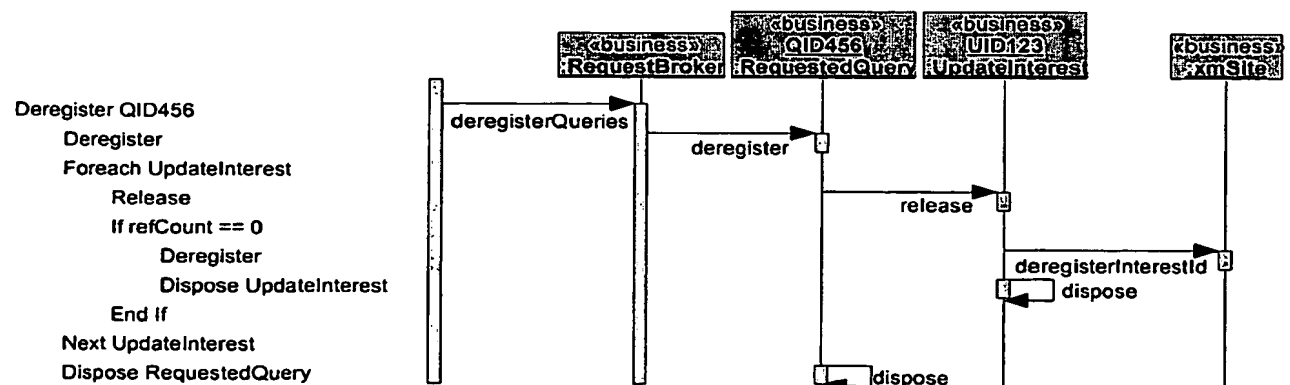 «business»
:RequestBroker
«business»
QID456
:RequestedQuery
«business»
UID123
:UpdateInterest
«business»
:xmSite
Deregister QID456
Deregister
Foreach UpdateInterest
Release
If refCount == 0
Deregister
Dispose UpdateInterest
End If
Next UpdateInterest
Dispose RequestedQuery
deregisterQueries
deregister
release
deregisterInterestId
dispose
dispose